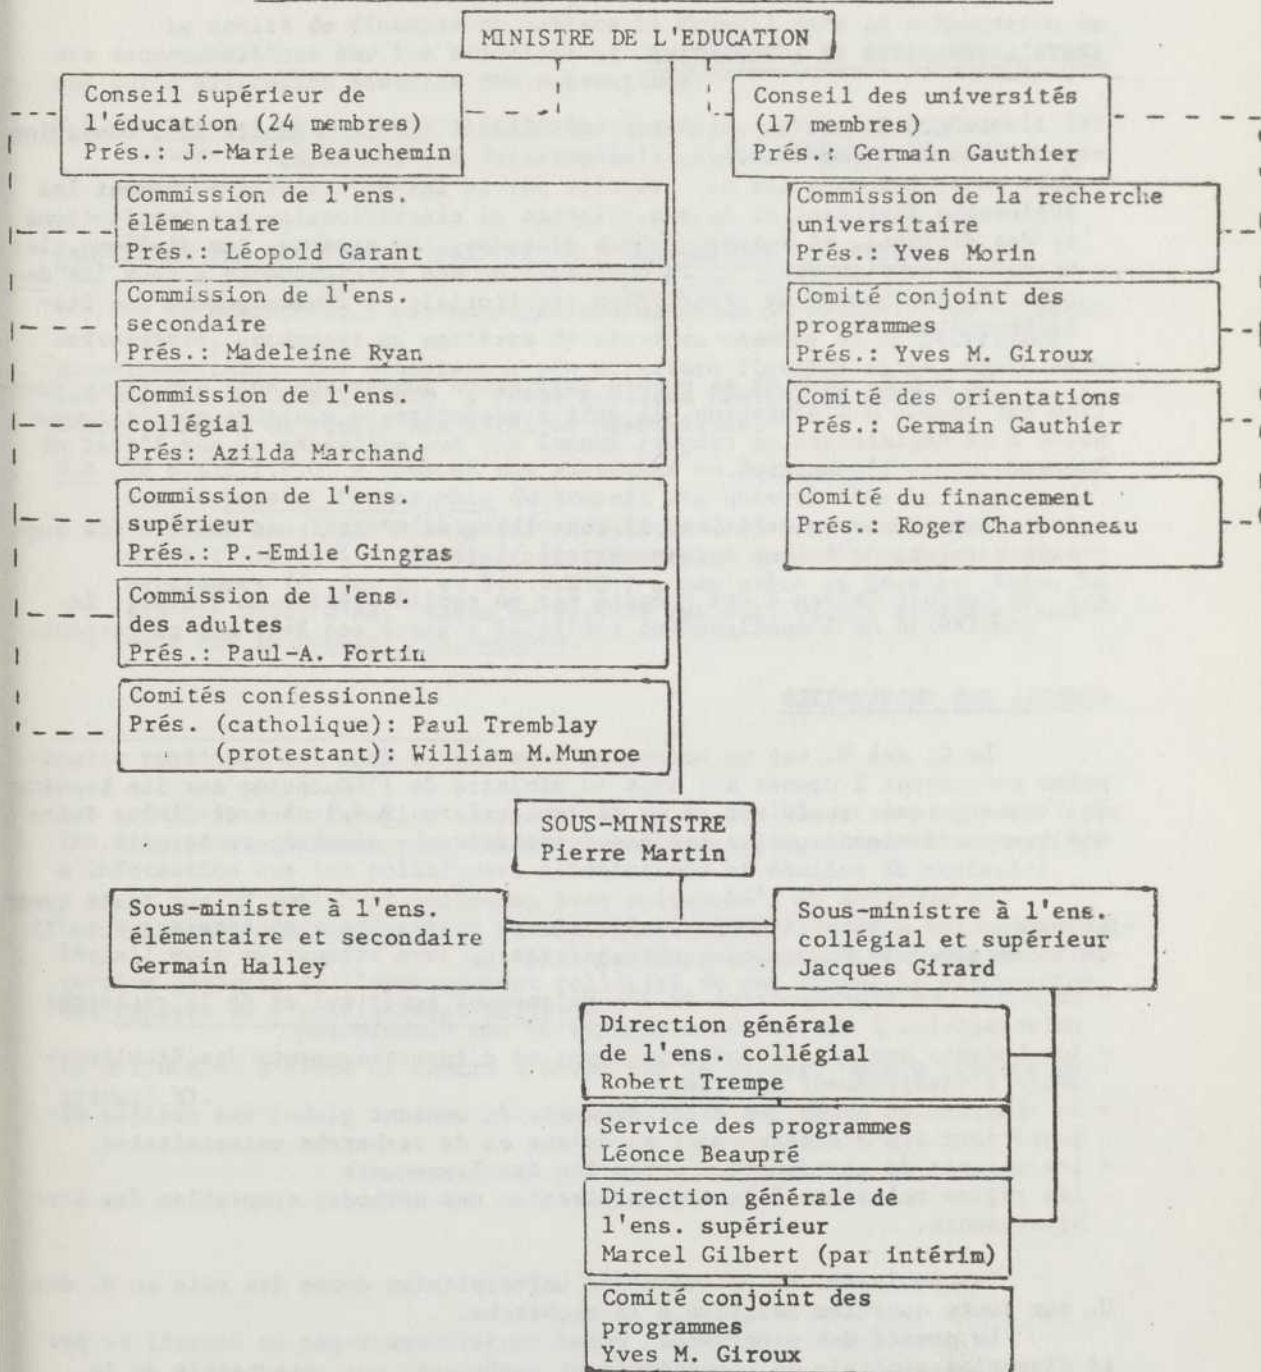 MINISTRE DE L'EDUCATION
Conseil supérieur de
l'éducation (24 membres)
Prés.: J.-Marie Beauchemin
Commission de l'ens.
élémentaire
Prés.: Léopold Garant
Commission de l'ens.
secondaire
Prés.: Madeleine Ryan
Commission de l'ens.
collégial
Prés: Azilda Marchand
Commission de l'ens.
supérieur
Prés.: P.-Emile Gingras
Commission de l'ens.
des adultes
Prés.: Paul-A. Fortin
Comités confessionnels
Prés. (catholique): Paul Tremblay
(protestant): William M.Munroe
Conseil des universités
(17 membres)
Prés.: Germain Gauthier
Commission de la recherche
universitaire
Prés.: Yves Morin
Comité conjoint des
programmes
Prés.: Yves M. Giroux
Comité des orientations
Prés.: Germain Gauthier
Comité du financement
Prés.: Roger Charbonneau
SOUS-MINISTRE
Pierre Martin
Sous-ministre à l'ens.
élémentaire et secondaire
Germain Halley
Sous-ministre à l'ens.
collégial et supérieur
Jacques Girard
Direction générale
de l'ens. collégial
Robert Trempe
Service des programmes
Léonce Beaupré
Direction générale de
l'ens. supérieur
Marcel Gilbert (par intérim)
Comité conjoint des
programmes
Yves M. Giroux